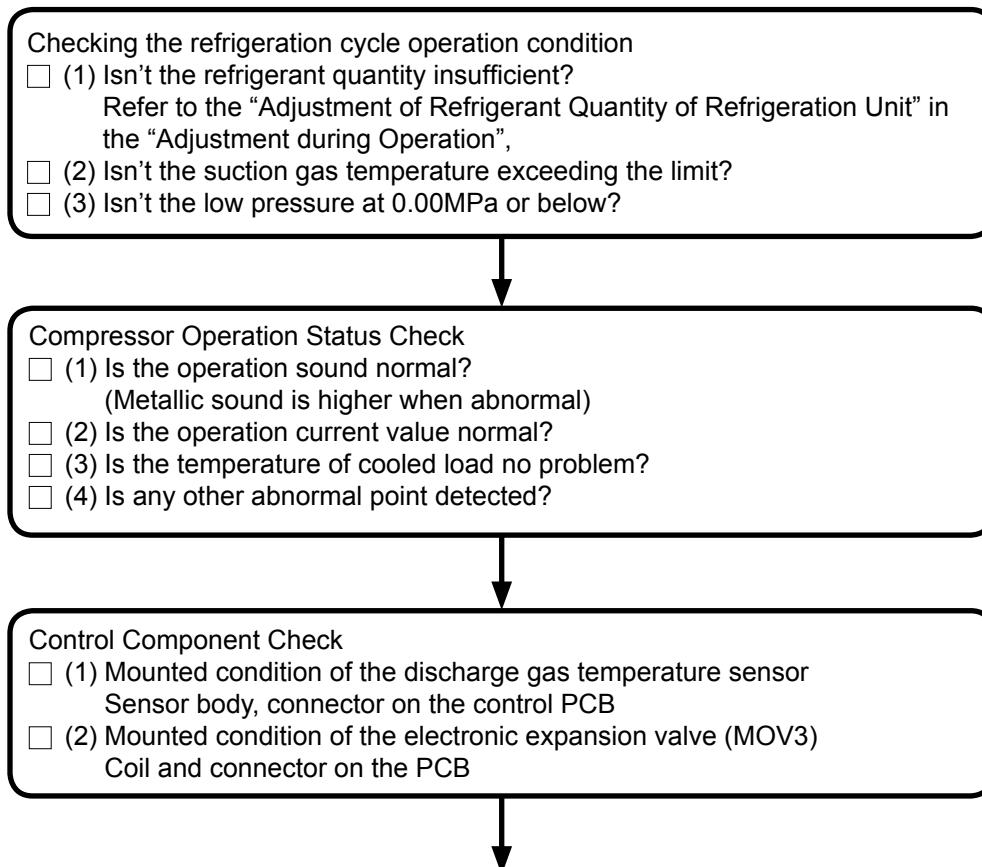 Checking the refrigeration cycle operation condition
□ (1) Isn’t the refrigerant quantity insufficient?
Refer to the “Adjustment of Refrigerant Quantity of Refrigeration Unit” in
the “Adjustment during Operation”,
□ (2) Isn’t the suction gas temperature exceeding the limit?
□ (3) Isn’t the low pressure at 0.00MPa or below?
Compressor Operation Status Check
□ (1) Is the operation sound normal?
(Metallic sound is higher when abnormal)
□ (2) Is the operation current value normal?
□ (3) Is the temperature of cooled load no problem?
□ (4) Is any other abnormal point detected?
Control Component Check
□ (1) Mounted condition of the discharge gas temperature sensor
Sensor body, connector on the control PCB
□ (2) Mounted condition of the electronic expansion valve (MOV3)
Coil and connector on the PCB